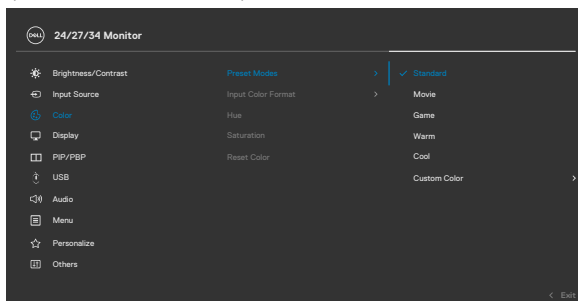 DELL 24/27/34 Monitor
Brightness/Contrast Preset Modes > ✓ Standard
Input Source Input Color Format > Movie
Color Hue Game
Display Saturation Warm
PIP/PBP Reset Color Cool
USB Custom Color >
Audio
Menu
Personalize
Others
< Exit